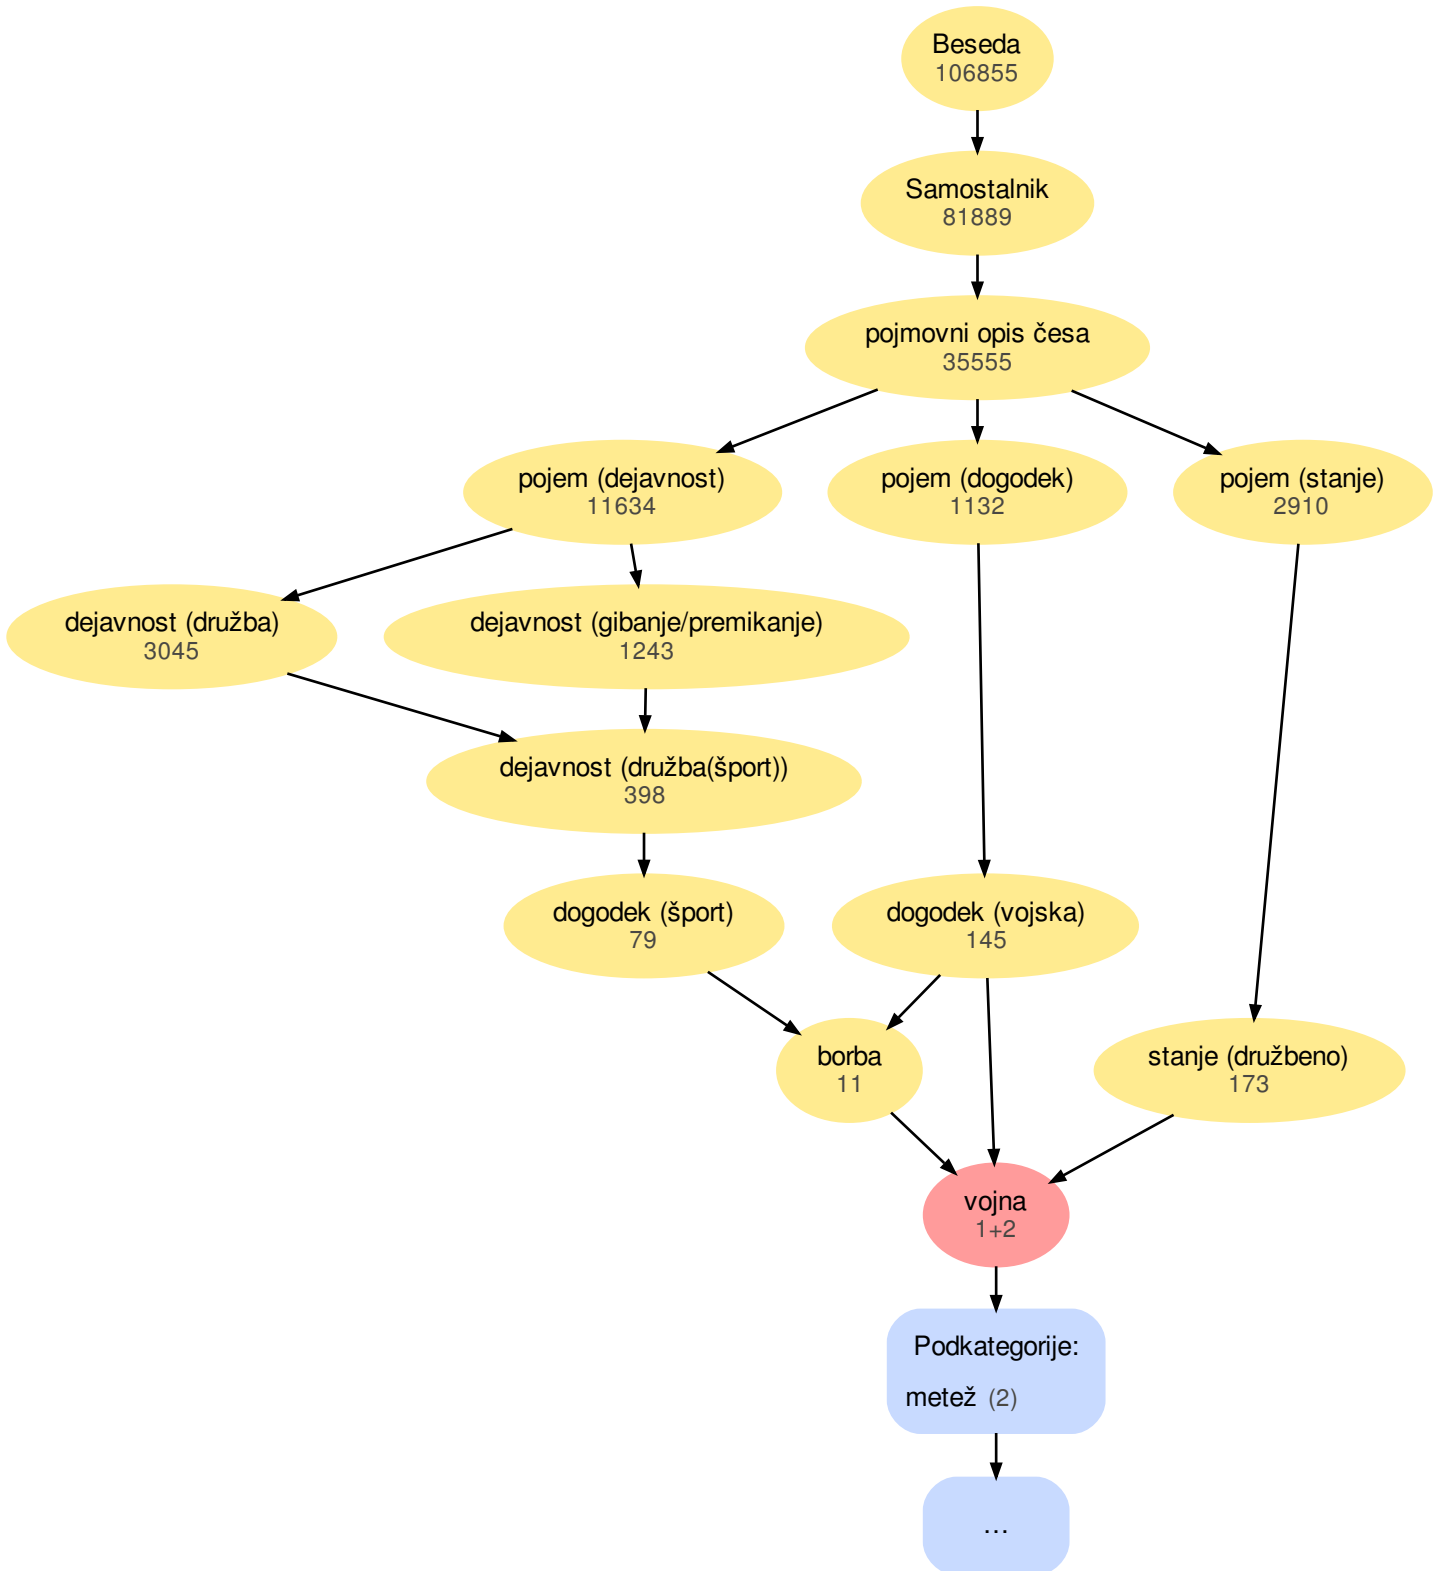 Beseda
106855
Samostalnik
81889
pojmovni opis česa
35555
pojem (dejavnost)
11634
pojem (dogodek)
1132
pojem (stanje)
2910
dejavnost (družba)
3045
dejavnost (gibanje/premikanje)
1243
dejavnost (družba(šport))
398
dogodek (šport)
79
dogodek (vojska)
145
borba
11
stanje (družbeno)
173
vojna
1+2
Podkategorije:
metež (2)
...